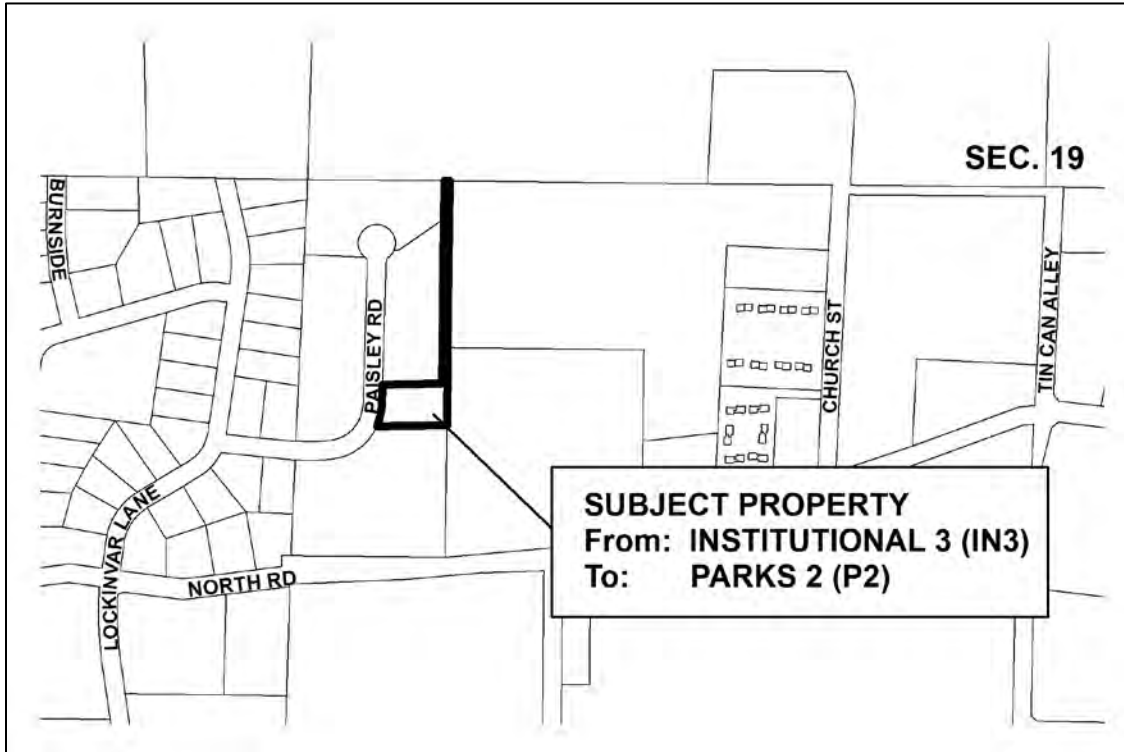 SEC. 19
BURNSIDE
PAISLEY RD
CHURCH ST
TIN CAN ALLEY
LOCKINVAR LANE
NORTH RD
SUBJECT PROPERTY
From: INSTITUTIONAL 3 (IN3)
To: PARKS 2 (P2)